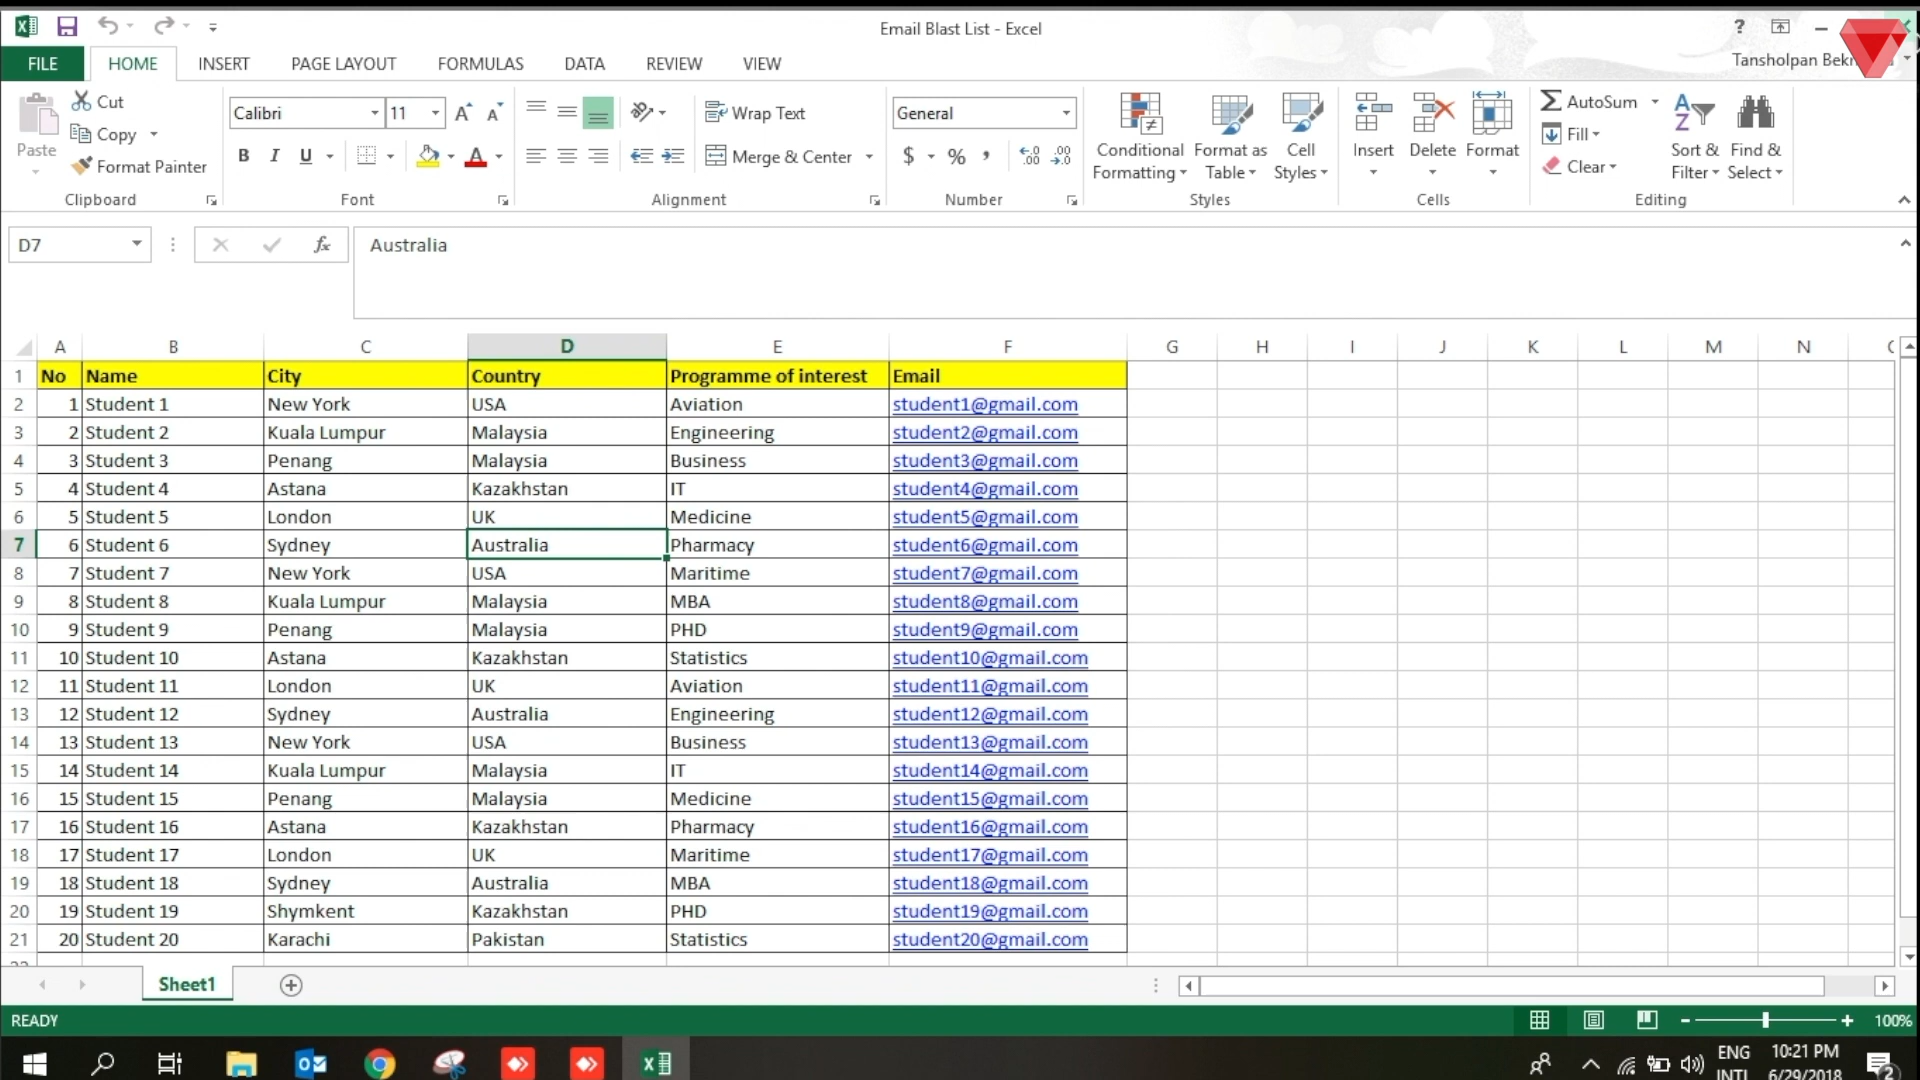 Email Blast List - Excel
?
Tansholpan
FILE HOME INSERT PAGE LAYOUT FORMULAS DATA REVIEW VIEW
Paste
Cut
Copy
Format Painter
Clipboard
Calibri 11
B I U
Font
Wrap Text
Merge & Center
Alignment
General
$ % ,
Number
Conditional Formatting
Format as Table
Cell Styles
Styles
Insert Delete Format
Cells
AutoSum
Fill
Clear
Sort & Filter
Find & Select
Editing
D7 fx Australia
A B C D E F G H I J K L M N
1 No Name City Country Programme of interest Email
2 1 Student 1 New York USA Aviation student1@gmail.com
3 2 Student 2 Kuala Lumpur Malaysia Engineering student2@gmail.com
4 3 Student 3 Penang Malaysia Business student3@gmail.com
5 4 Student 4 Astana Kazakhstan IT student4@gmail.com
6 5 Student 5 London UK Medicine student5@gmail.com
7 6 Student 6 Sydney Australia Pharmacy student6@gmail.com
8 7 Student 7 New York USA Maritime student7@gmail.com
9 8 Student 8 Kuala Lumpur Malaysia MBA student8@gmail.com
10 9 Student 9 Penang Malaysia PHD student9@gmail.com
11 10 Student 10 Astana Kazakhstan Statistics student10@gmail.com
12 11 Student 11 London UK Aviation student11@gmail.com
13 12 Student 12 Sydney Australia Engineering student12@gmail.com
14 13 Student 13 New York USA Business student13@gmail.com
15 14 Student 14 Kuala Lumpur Malaysia IT student14@gmail.com
16 15 Student 15 Penang Malaysia Medicine student15@gmail.com
17 16 Student 16 Astana Kazakhstan Pharmacy student16@gmail.com
18 17 Student 17 London UK Maritime student17@gmail.com
19 18 Student 18 Sydney Australia MBA student18@gmail.com
20 19 Student 19 Shymkent Kazakhstan PHD student19@gmail.com
21 20 Student 20 Karachi Pakistan Statistics student20@gmail.com
Sheet1
READY 100%
ENG 10:21 PM
INTL 6/29/2018
2